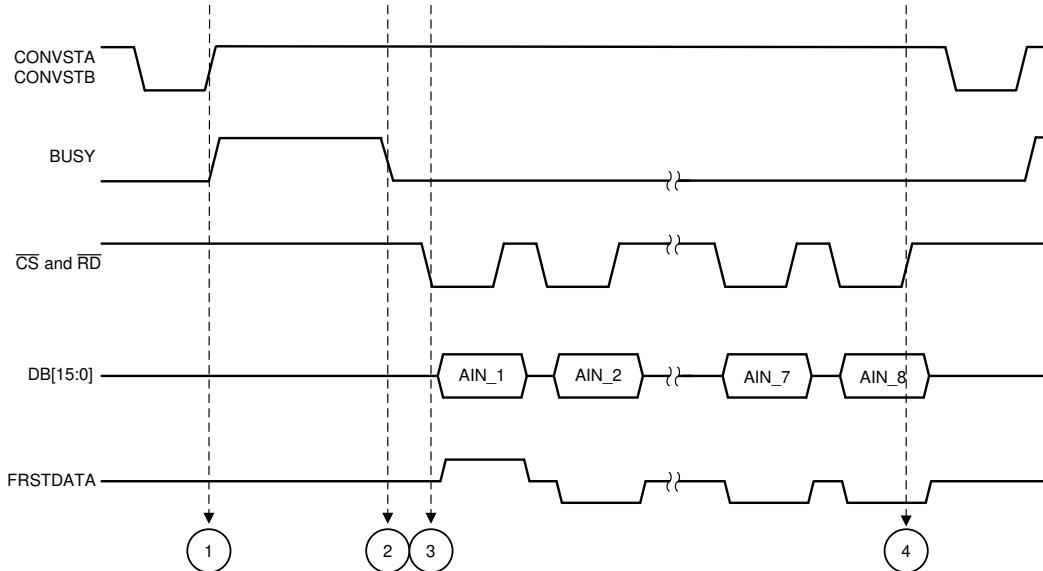 CONVSTA
CONVSTB
BUSY
CS and RD
DB[15:0]
AIN_1
AIN_2
AIN_7
AIN_8
FRSTDATA
1
2
3
4